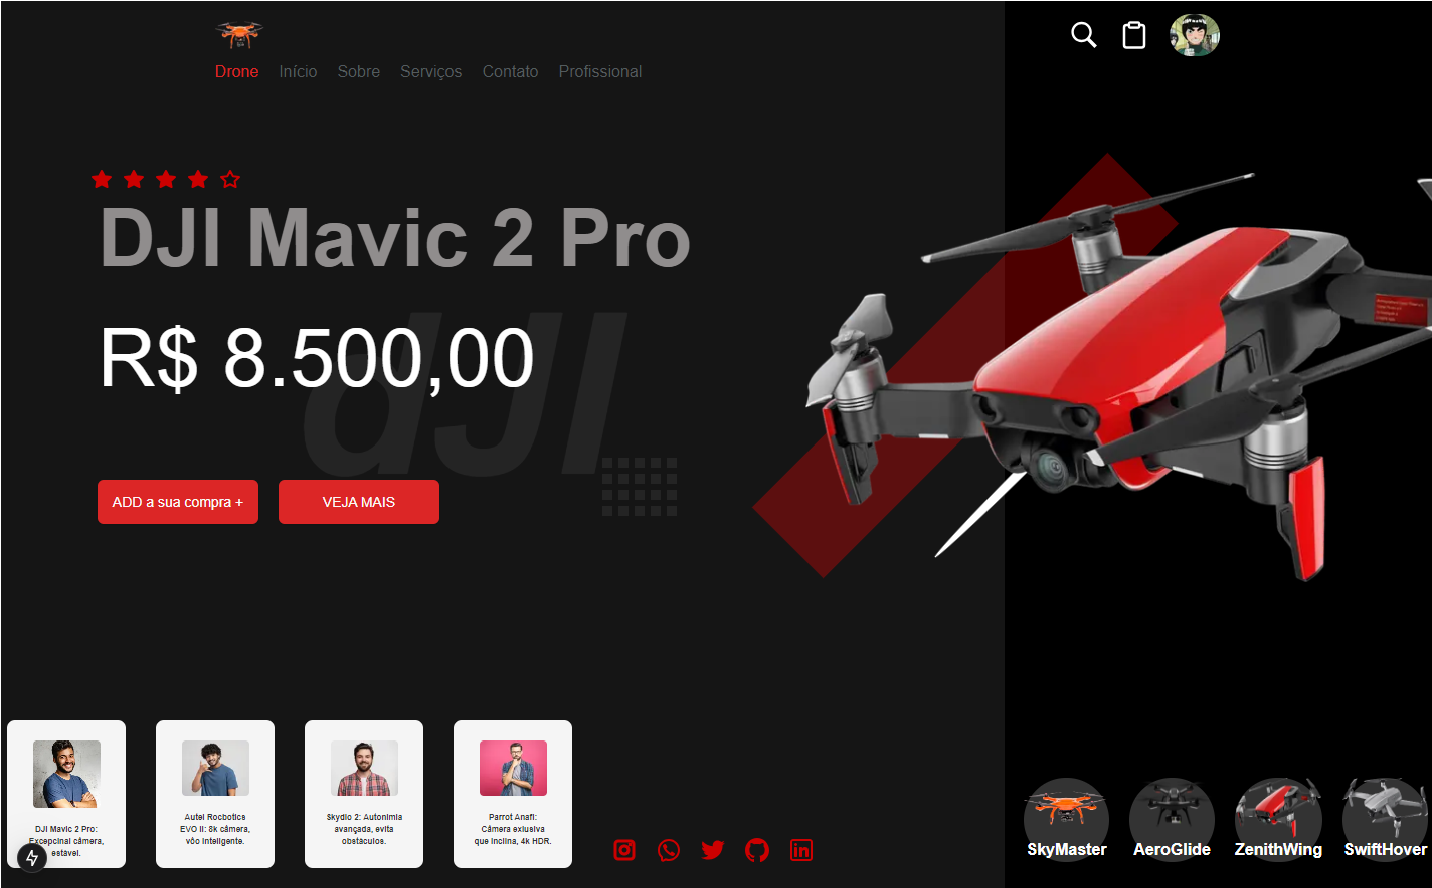 Drone Início Sobre Serviços Contato Profissional
DJI Mavic 2 Pro
R$ 8.500,00
dJI
ADD a sua compra +
VEJA MAIS
DJI Mavic 2 Pro:
Excepcinal câmera,
estável.
Autel Rocbotics
EVO II: 8k câmera,
vôo inteligente.
Skydio 2: Autonimia
avançada, evita
obstaculos.
Parrot Anafi:
Câmera exlusiva
que inclina, 4k HDR.
SkyMaster
AeroGlide
ZenithWing
SwiftHover